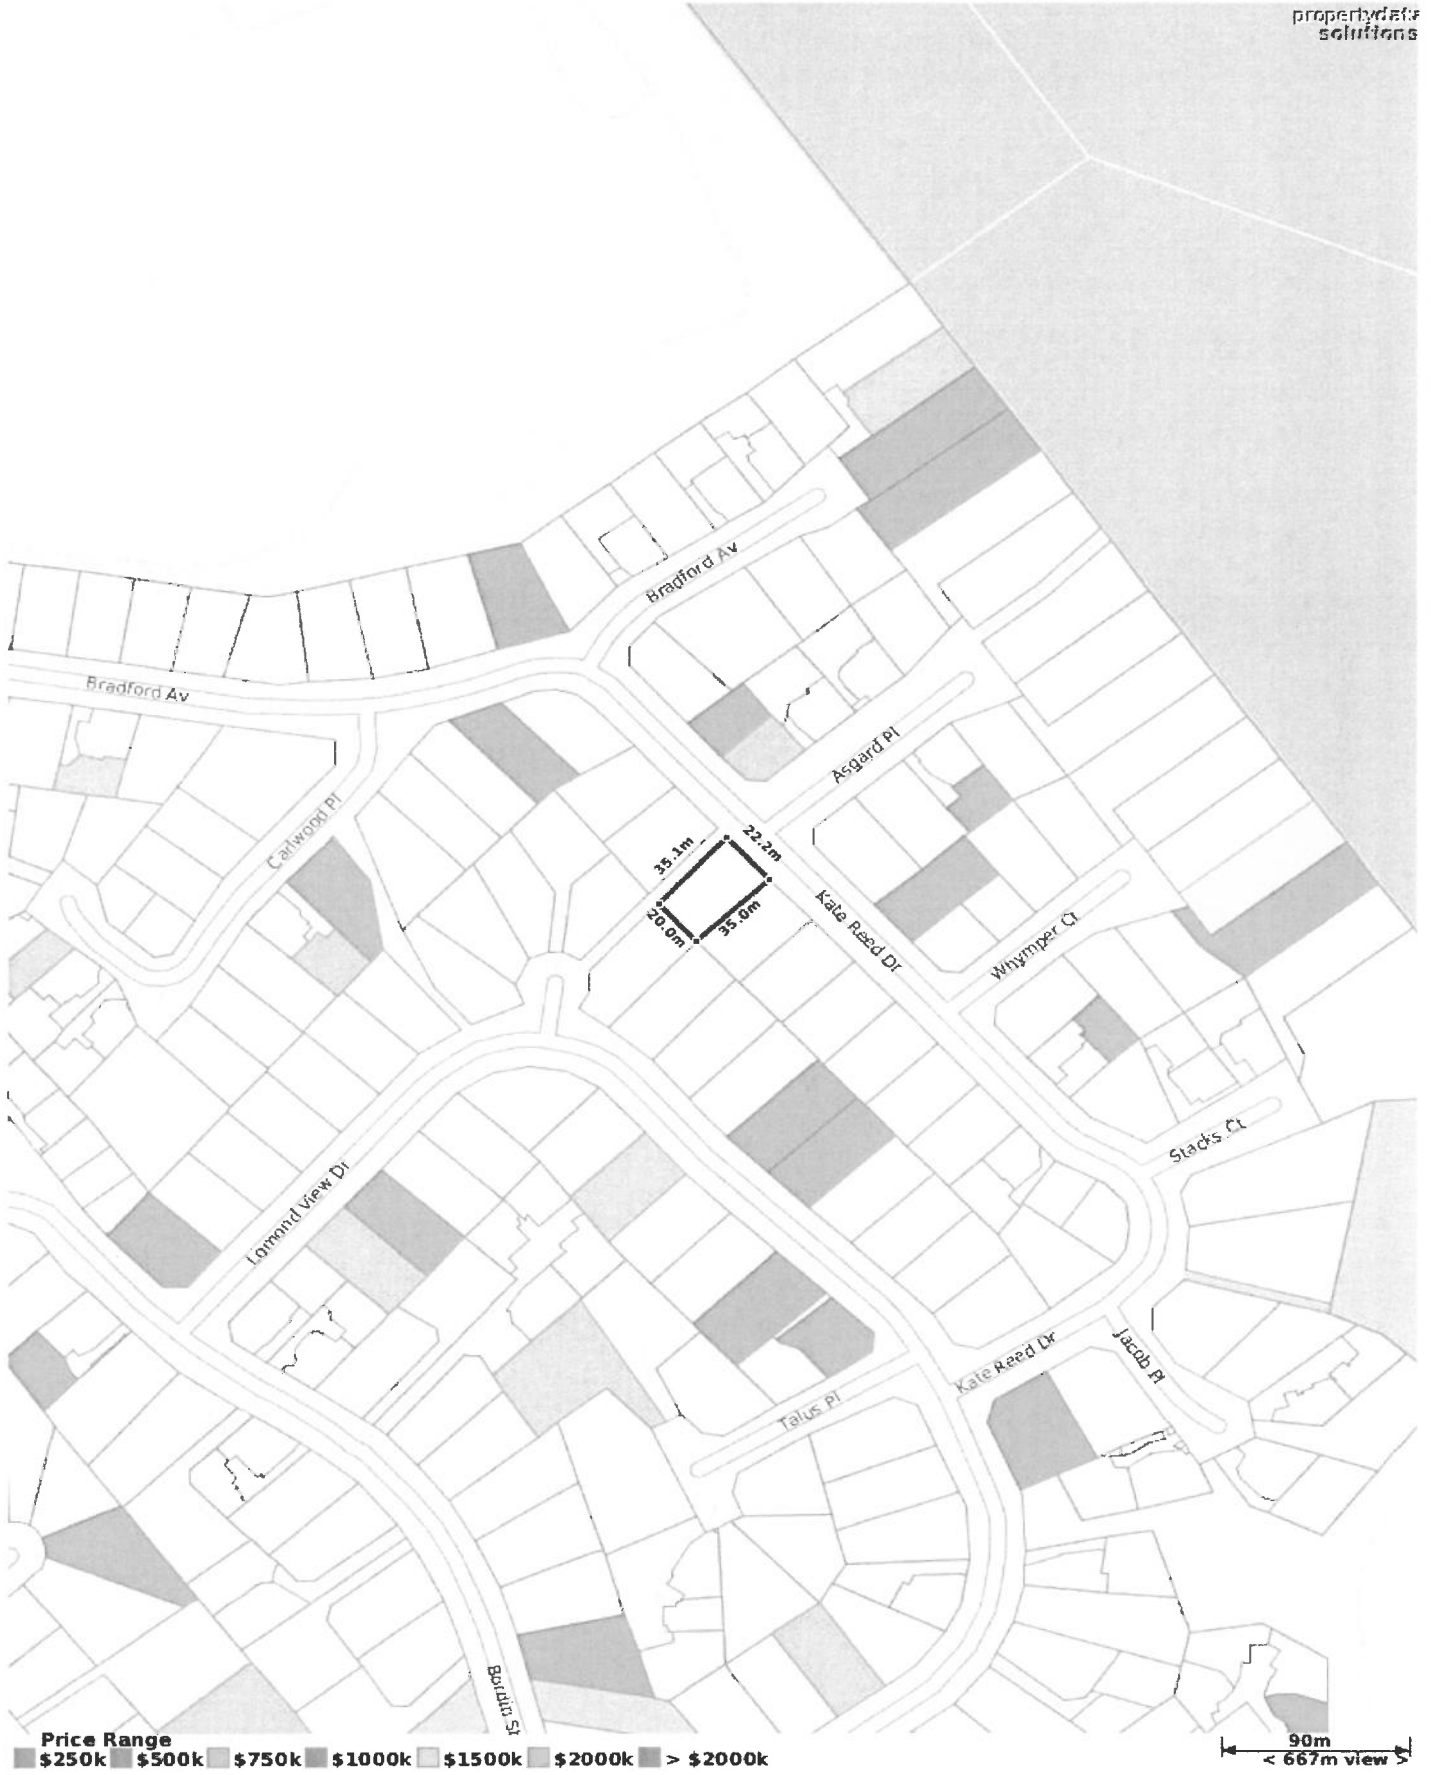 propertydata
solutions
Bradford Av
Bradford Av
Asgard Pl
Carlwood Pl
35.1m
22.2m
20.0m
35.0m
Kate Reed Dr
Whymper Ct
Stacks Ct
Lomond View Dr
Kate Reed Dr
Jacob Pl
Talus Pl
Bordin St
Price Range
$250k $500k $750k $1000k $1500k $2000k > $2000k
90m
< 667m view >